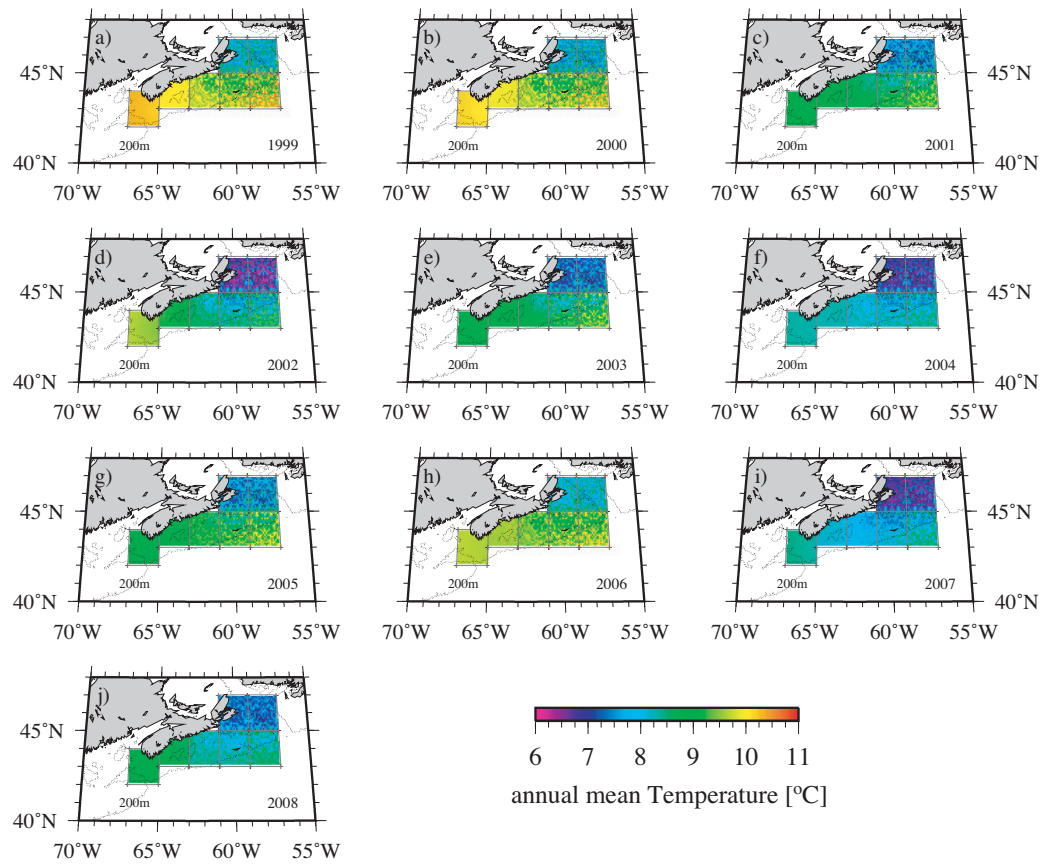 a) b) c)
45˚N 45˚N
200m 1999 200m 2000 200m 2001
40˚N 40˚N
70˚W 65˚W 60˚W 55˚W 70˚W 65˚W 60˚W 55˚W 70˚W 65˚W 60˚W 55˚W
d) e) f)
45˚N 45˚N
200m 2002 200m 2003 200m 2004
40˚N 40˚N
70˚W 65˚W 60˚W 55˚W 70˚W 65˚W 60˚W 55˚W 70˚W 65˚W 60˚W 55˚W
g) h) i)
45˚N 45˚N
200m 2005 200m 2006 200m 2007
40˚N 40˚N
70˚W 65˚W 60˚W 55˚W 70˚W 65˚W 60˚W 55˚W 70˚W 65˚W 60˚W 55˚W
j)
45˚N
200m 2008
40˚N
70˚W 65˚W 60˚W 55˚W
6 7 8 9 10 11
annual mean Temperature [ºC]